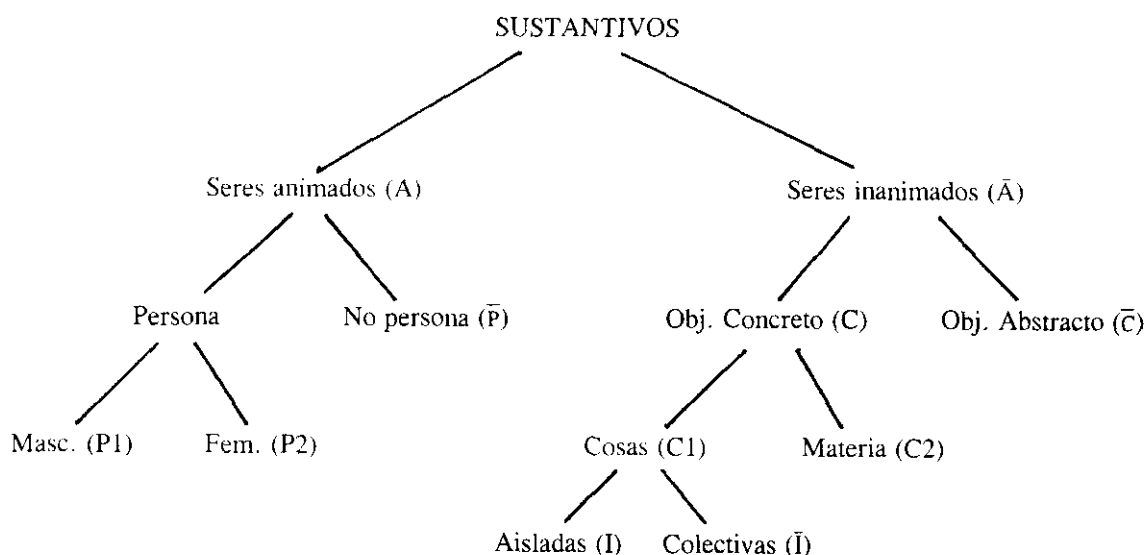 SUSTANTIVOS
Seres animados (A) Seres inanimados (Ā)
Persona No persona (P̄) Obj. Concreto (C) Obj. Abstracto (C̄)
Masc. (P1) Fem. (P2) Cosas (C1) Materia (C2)
Aisladas (I) Colectivas (Ī)